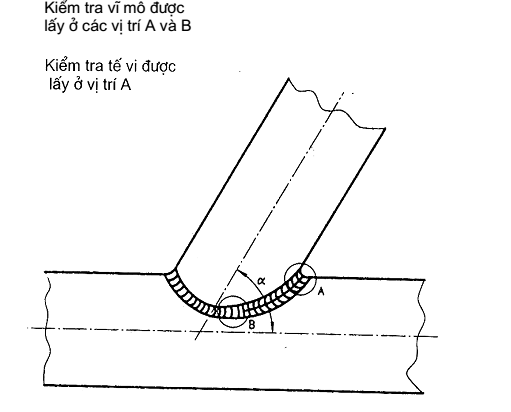 Kiểm tra vĩ mô được
lấy ở các vị trí A và B
Kiểm tra tế vi được
lấy ở vị trí A
α
A
B